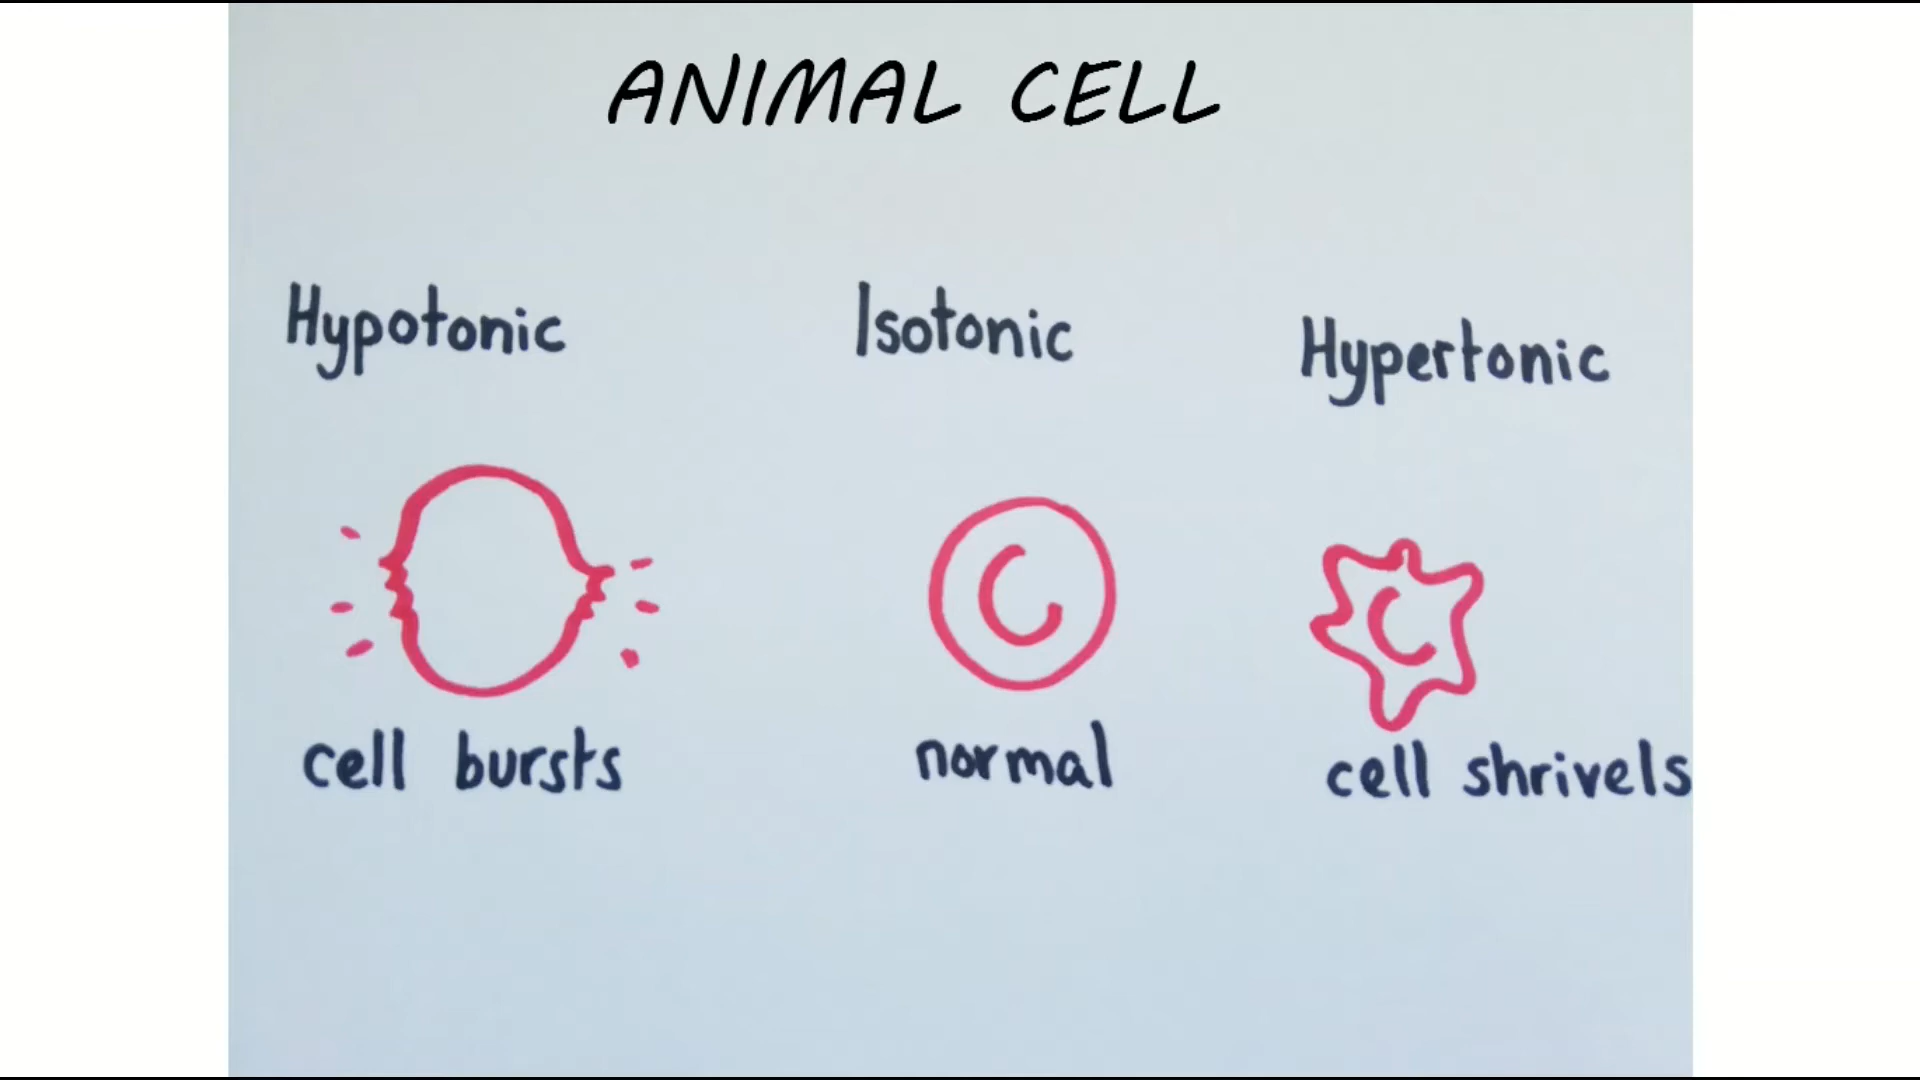 ANIMAL CELL
Hypotonic
Isotonic
Hypertonic
cell bursts
normal
cell shrivels